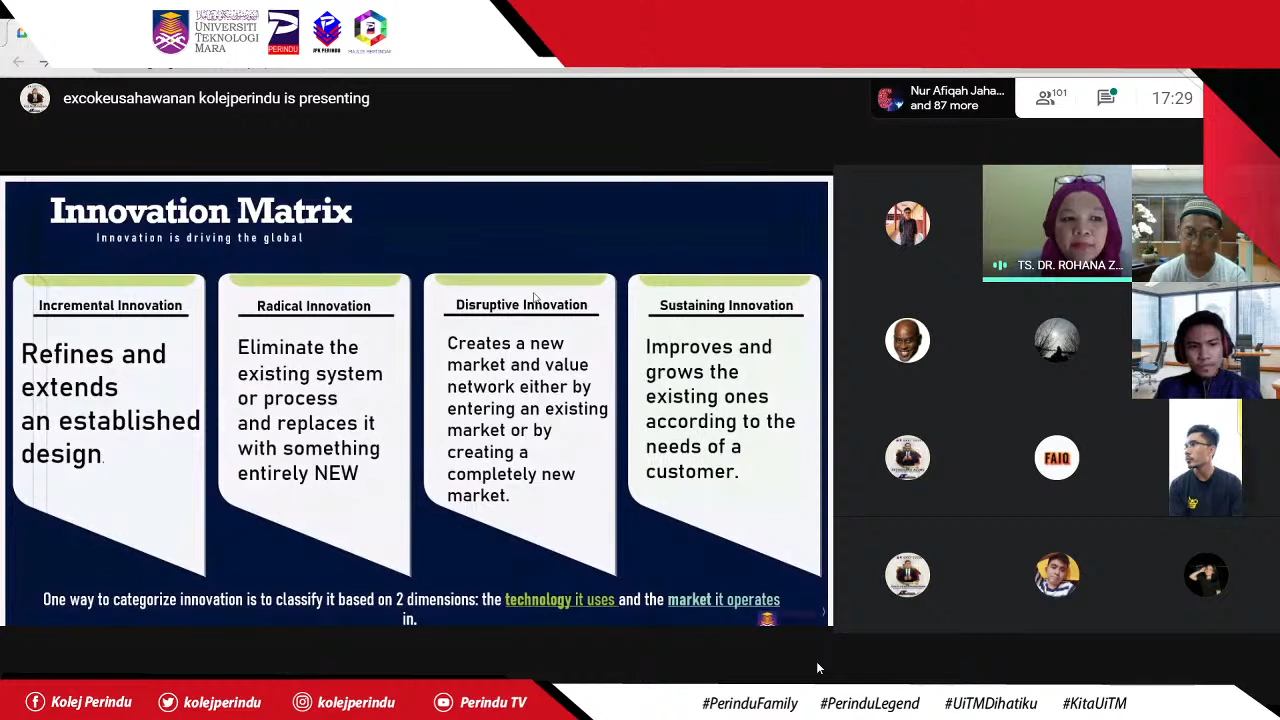 UNIVERSITI
TEKNOLOGI
MARA
PERINDU
JPK PERINDU
excokeusahawanan kolejperindu is presenting
Nur Afiqah Jaha...
and 87 more
101
17:29
Innovation Matrix
Innovation is driving the global
Incremental Innovation
Refines and
extends
an established
design.
Radical Innovation
Eliminate the
existing system
or process
and replaces it
with something
entirely NEW
Disruptive Innovation
Creates a new
market and value
network either by
entering an existing
market or by
creating a
completely new
market.
Sustaining Innovation
Improves and
grows the
existing ones
according to the
needs of a
customer.
One way to categorize innovation is to classify it based on 2 dimensions: the technology it uses and the market it operates
in.
TS. DR. ROHANA Z...
FAIQ
Kolej Perindu
kolejperindu
kolejperindu
Perindu TV
#PerinduFamily
#PerinduLegend
#UiTMDihatiku
#KitaUiTM